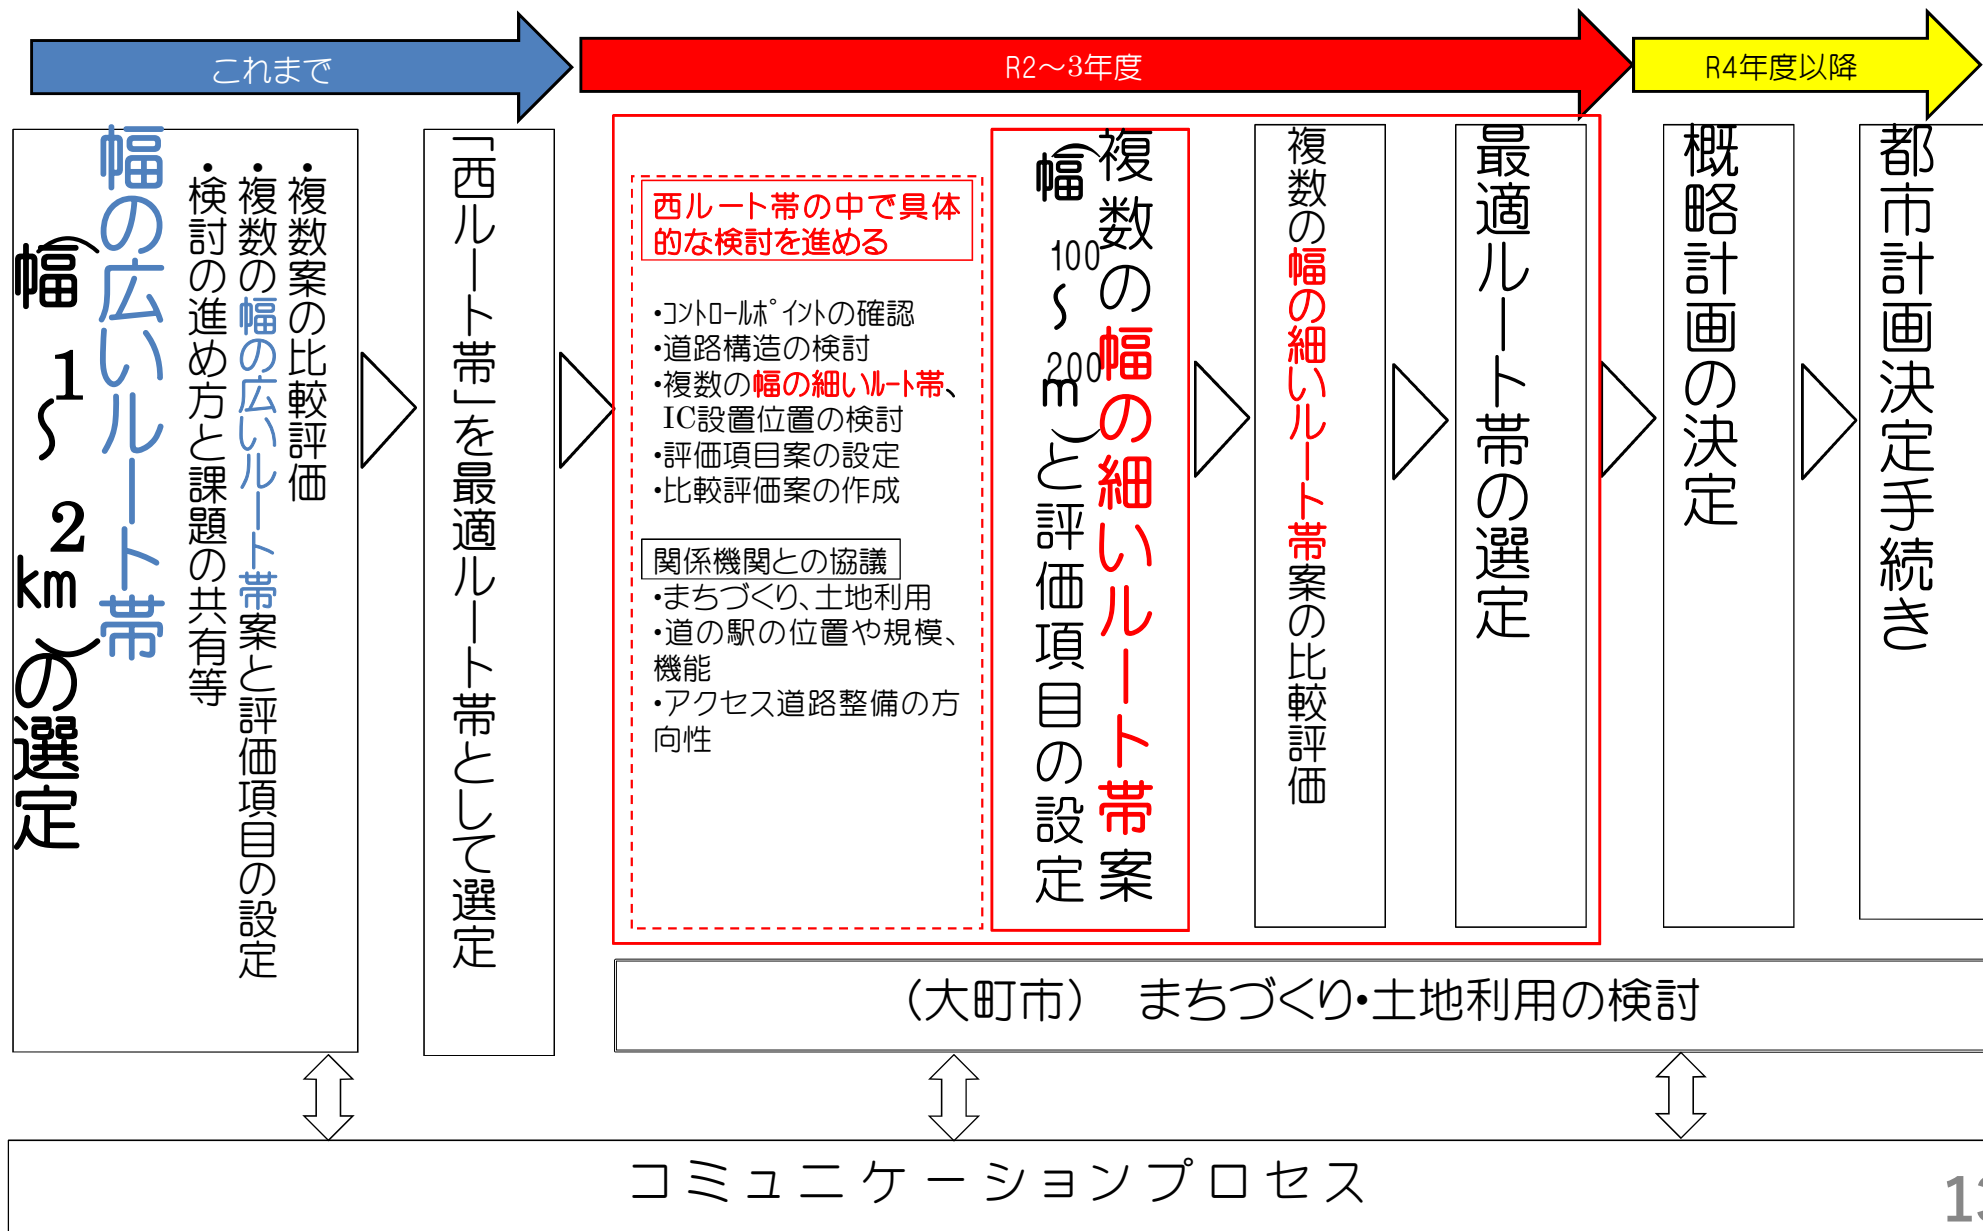 これまで
R2～3年度
R4年度以降
幅の広いルート帯
（幅 1～2km）の選定
・複数案の比較評価
・複数の幅の広いルート帯案と評価項目の設定
・検討の進め方と課題の共有等
「西ルート帯」を最適ルート帯として選定
西ルート帯の中で具体
的な検討を進める
・コントロールポイントの確認
・道路構造の検討
・複数の幅の細いルート帯、
IC設置位置の検討
・評価項目案の設定
・比較評価案の作成
関係機関との協議
・まちづくり、土地利用
・道の駅の位置や規模、
機能
・アクセス道路整備の方
向性
複数の幅の細いルート帯案
（幅 100～200m）と評価項目の設定
複数の幅の細いルート帯案の比較評価
最適ルート帯の選定
概略計画の決定
都市計画決定手続き
（大町市） まちづくり・土地利用の検討
コミュニケーションプロセス